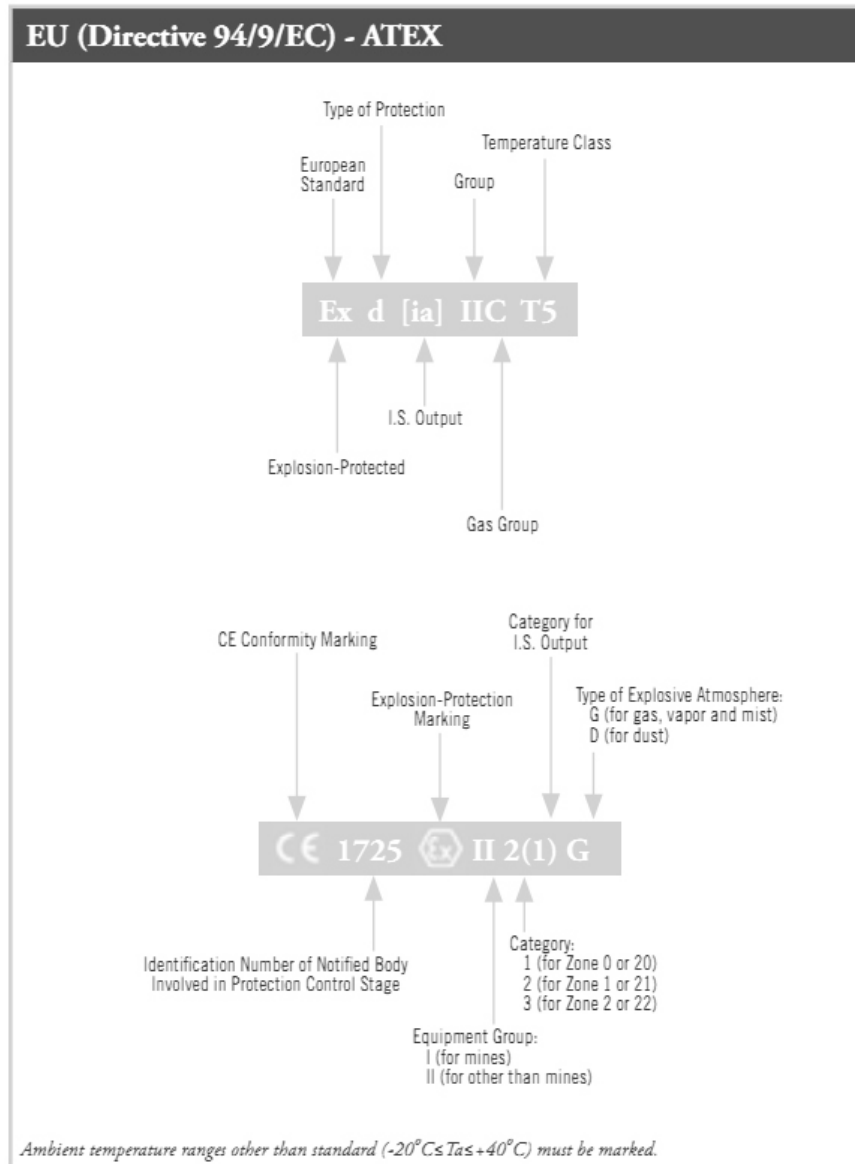 EU (Directive 94/9/EC) - ATEX
Type of Protection
Temperature Class
European
Standard
Group
Ex d [ia] IIC T5
I.S. Output
Explosion-Protected
Gas Group
Category for
I.S. Output
CE Conformity Marking
Type of Explosive Atmosphere:
G (for gas, vapor and mist)
D (for dust)
Explosion-Protection
Marking
CE 1725 Ex II 2(1) G
Category:
1 (for Zone 0 or 20)
2 (for Zone 1 or 21)
3 (for Zone 2 or 22)
Identification Number of Notified Body
Involved in Protection Control Stage
Equipment Group:
I (for mines)
II (for other than mines)
Ambient temperature ranges other than standard (-20°C≤Ta≤+40°C) must be marked.